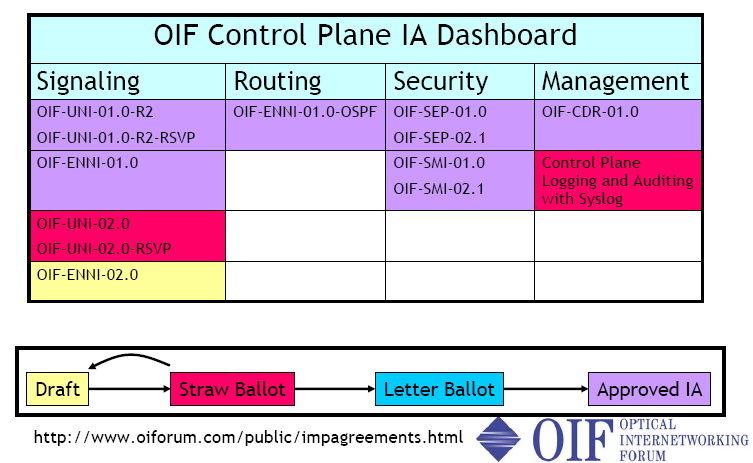 OIF Control Plane IA Dashboard
Signaling
Routing
Security
Management
OIF-UNI-01.0-R2
OIF-UNI-01.0-R2-RSVP
OIF-ENNI-01.0-OSPF
OIF-SEP-01.0
OIF-SEP-02.1
OIF-CDR-01.0
OIF-ENNI-01.0
OIF-SMI-01.0
OIF-SMI-02.1
Control Plane
Logging and Auditing
with Syslog
OIF-UNI-02.0
OIF-UNI-02.0-RSVP
OIF-ENNI-02.0
Draft
Straw Ballot
Letter Ballot
Approved IA
http://www.oiforum.com/public/impagreements.html
OIF
OPTICAL
INTERNETWORKING
FORUM